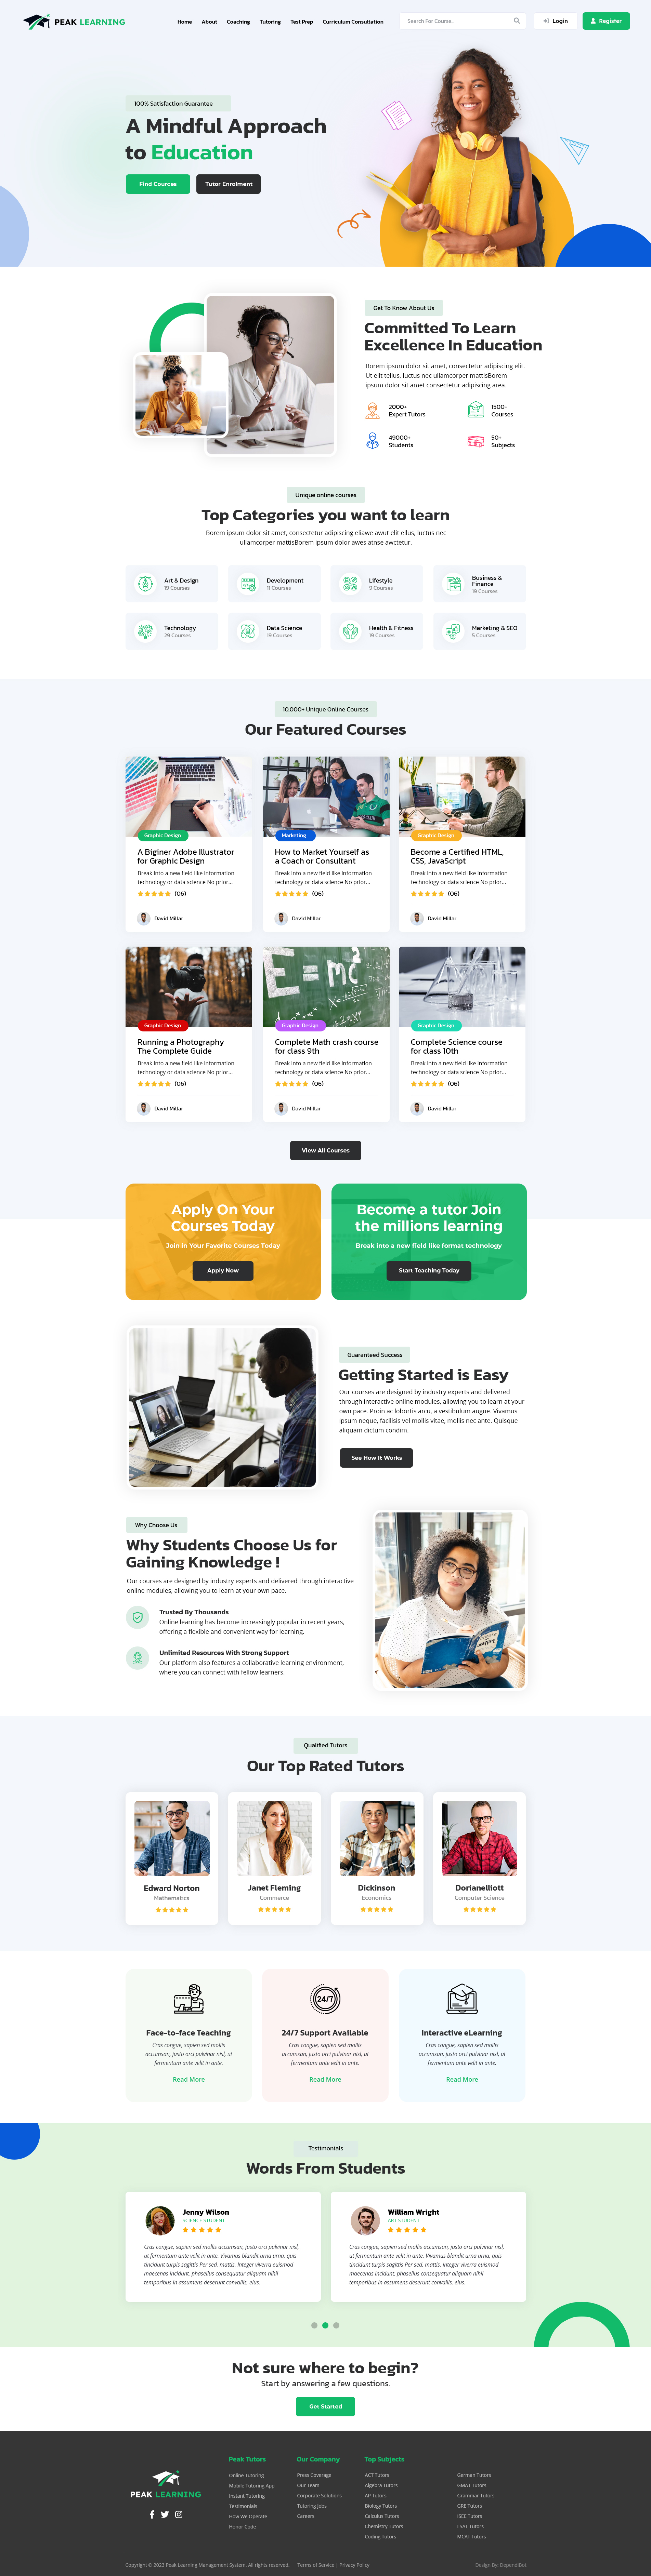 PEAK LEARNING
Home About Coaching Tutoring Test Prep Curriculum Consultation
Search For Course..
Login
Register
100% Satisfaction Guarantee
A Mindful Approach
to Education
Find Cources
Tutor Enrolment
Get To Know About Us
Committed To Learn
Excellence In Education
Borem ipsum dolor sit amet, consectetur adipiscing elit.
Ut elit tellus, luctus nec ullamcorper mattisBorem
ipsum dolor sit amet consectetur adipiscing area.
2000+
Expert Tutors
1500+
Courses
49000+
Students
50+
Subjects
Unique online courses
Top Categories you want to learn
Borem ipsum dolor sit amet, consectetur adipiscing eliawe awut elit ellus, luctus nec
ullamcorper mattisBorem ipsum dolor awes atnse awctetur.
Art & Design
19 Courses
Development
11 Courses
Lifestyle
9 Courses
Business &
Finance
19 Courses
Technology
29 Courses
Data Science
19 Courses
Health & Fitness
19 Courses
Marketing & SEO
5 Courses
10,000+ Unique Online Courses
Our Featured Courses
Graphic Design
A Biginer Adobe Illustrator
for Graphic Design
Break into a new field like information
technology or data science No prior...
(06)
David Millar
Marketing
How to Market Yourself as
a Coach or Consultant
Break into a new field like information
technology or data science No prior...
(06)
David Millar
Graphic Design
Become a Certified HTML,
CSS, JavaScript
Break into a new field like information
technology or data science No prior...
(06)
David Millar
Graphic Design
Running a Photography
The Complete Guide
Break into a new field like information
technology or data science No prior...
(06)
David Millar
E=mc²
Graphic Design
Complete Math crash course
for class 9th
Break into a new field like information
technology or data science No prior...
(06)
David Millar
Graphic Design
Complete Science course
for class 10th
Break into a new field like information
technology or data science No prior...
(06)
David Millar
View All Courses
Apply On Your
Courses Today
Join in Your Favorite Courses Today
Apply Now
Become a tutor Join
the millions learning
Break into a new field like format technology
Start Teaching Today
Guaranteed Success
Getting Started is Easy
Our courses are designed by industry experts and delivered
through interactive online modules, allowing you to learn at your
own pace. Proin ac lobortis arcu, a vestibulum augue. Vivamus
ipsum neque, facilisis vel mollis vitae, mollis nec ante. Quisque
aliquam dictum condim.
See How It Works
Why Choose Us
Why Students Choose Us for
Gaining Knowledge !
Our courses are designed by industry experts and delivered through interactive
online modules, allowing you to learn at your own pace.
Trusted By Thousands
Online learning has become increasingly popular in recent years,
offering a flexible and convenient way for learning.
Unlimited Resources With Strong Support
Our platform also features a collaborative learning environment,
where you can connect with fellow learners.
Qualified Tutors
Our Top Rated Tutors
Edward Norton
Mathematics
Janet Fleming
Commerce
Dickinson
Economics
Dorianelliott
Computer Science
Face-to-face Teaching
Cras congue, sapien sed mollis
accumsan, justo orci pulvinar nisl, ut
fermentum ante velit in ante.
Read More
24/7
24/7 Support Available
Cras congue, sapien sed mollis
accumsan, justo orci pulvinar nisl, ut
fermentum ante velit in ante.
Read More
Interactive eLearning
Cras congue, sapien sed mollis
accumsan, justo orci pulvinar nisl, ut
fermentum ante velit in ante.
Read More
Testimonials
Words From Students
Jenny Wilson
SCIENCE STUDENT
Cras congue, sapien sed mollis accumsan, justo orci pulvinar nisl,
ut fermentum ante velit in ante. Vivamus blandit urna urna, quis
tincidunt turpis sagittis Per sed, mattis. Integer viverra euismod
maecenas incidunt, phasellus consequatur aliquam nihil
temporibus in assumens deserunt convallis, eius.
William Wright
ART STUDENT
Cras congue, sapien sed mollis accumsan, justo orci pulvinar nisl,
ut fermentum ante velit in ante. Vivamus blandit urna urna, quis
tincidunt turpis sagittis Per sed, mattis. Integer viverra euismod
maecenas incidunt, phasellus consequatur aliquam nihil
temporibus in assumens deserunt convallis, eius.
Not sure where to begin?
Start by answering a few questions.
Get Started
PEAK LEARNING
Peak Tutors
Online Tutoring
Mobile Tutoring App
Instant Tutoring
Testimonials
How We Operate
Honor Code
Our Company
Press Coverage
Our Team
Corporate Solutions
Tutoring Jobs
Careers
Top Subjects
ACT Tutors
Algebra Tutors
AP Tutors
Biology Tutors
Calculus Tutors
Chemistry Tutors
Coding Tutors
German Tutors
GMAT Tutors
Grammar Tutors
GRE Tutors
ISEE Tutors
LSAT Tutors
MCAT Tutors
Copyright © 2023 Peak Learning Management System. All rights reserved.
Terms of Service | Privacy Policy
Design By: DependBot